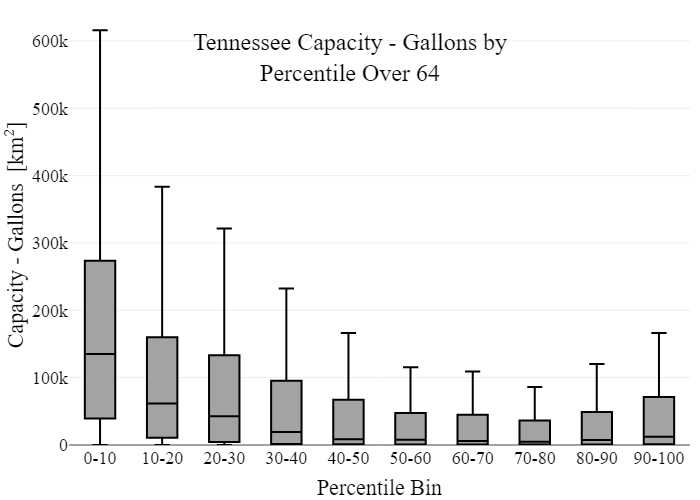 Tennessee Capacity - Gallons by
Percentile Over 64
Capacity - Gallons [km²]
600k
500k
400k
300k
200k
100k
0
0-10 10-20 20-30 30-40 40-50 50-60 60-70 70-80 80-90 90-100
Percentile Bin